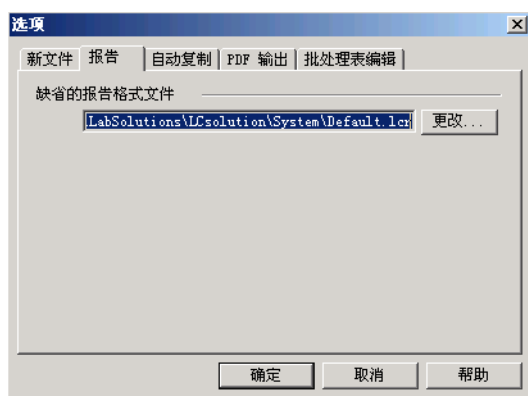 选项
新文件 报告 自动复制 PDF 输出 批处理表编辑
缺省的报告格式文件
LabSolutions\LCsolution\System\Default.lcr 更改...
确定 取消 帮助